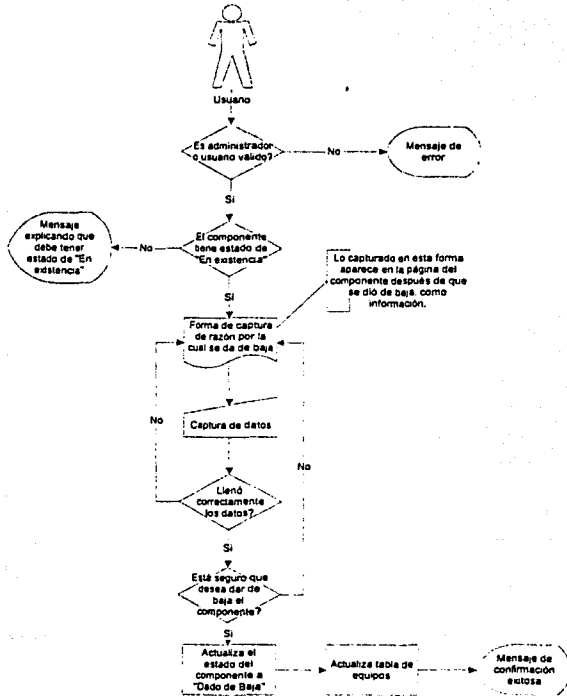 Usuario
Es administrador
o usuario valido?
No
Mensaje de
error
Sí
Mensaje
explicando que
debe tener
estado de "En
existencia"
No
El componente
tiene estado de
"En existencia"
Lo capturado en esta forma
aparece en la página del
componente después de que
se dió de baja, como
información.
Sí
Forma de captura
de razón por la
cual se da de baja
No
Captura de datos
No
Llenó
correctamente
los datos?
Sí
Está seguro que
desea dar de
baja el
componente?
Sí
Actualiza el
estado del
componente a
"Dado de Baja"
Actualiza tabla de
equipos
Mensaje de
confirmación
exitosa